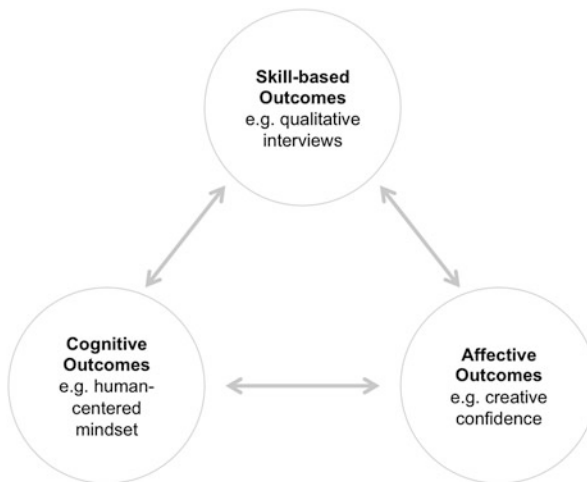 Skill-based
Outcomes
e.g. qualitative
interviews
Cognitive
Outcomes
e.g. human-
centered
mindset
Affective
Outcomes
e.g. creative
confidence